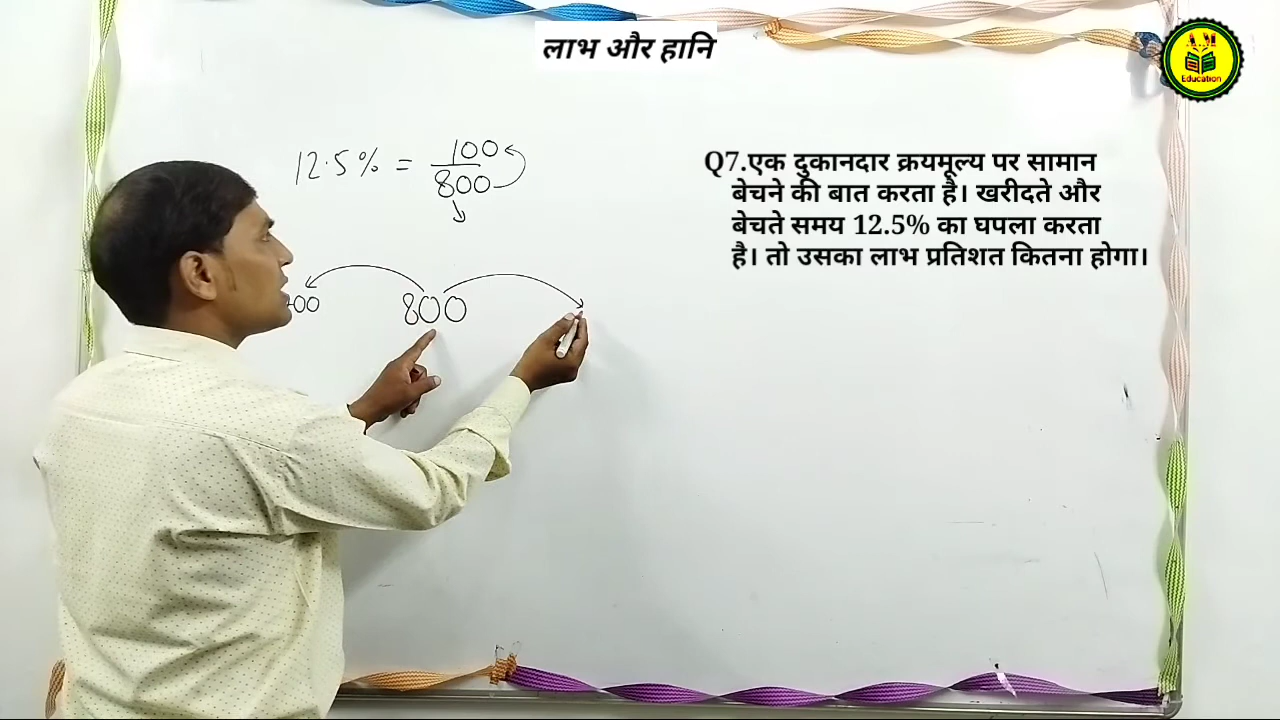 लाभ और हानि
A.M
Education
12.5% = 100/800
800
Q7.एक दुकानदार क्रयमूल्य पर सामान
बेचने की बात करता है। खरीदते और
बेचते समय 12.5% का घपला करता
है। तो उसका लाभ प्रतिशत कितना होगा।